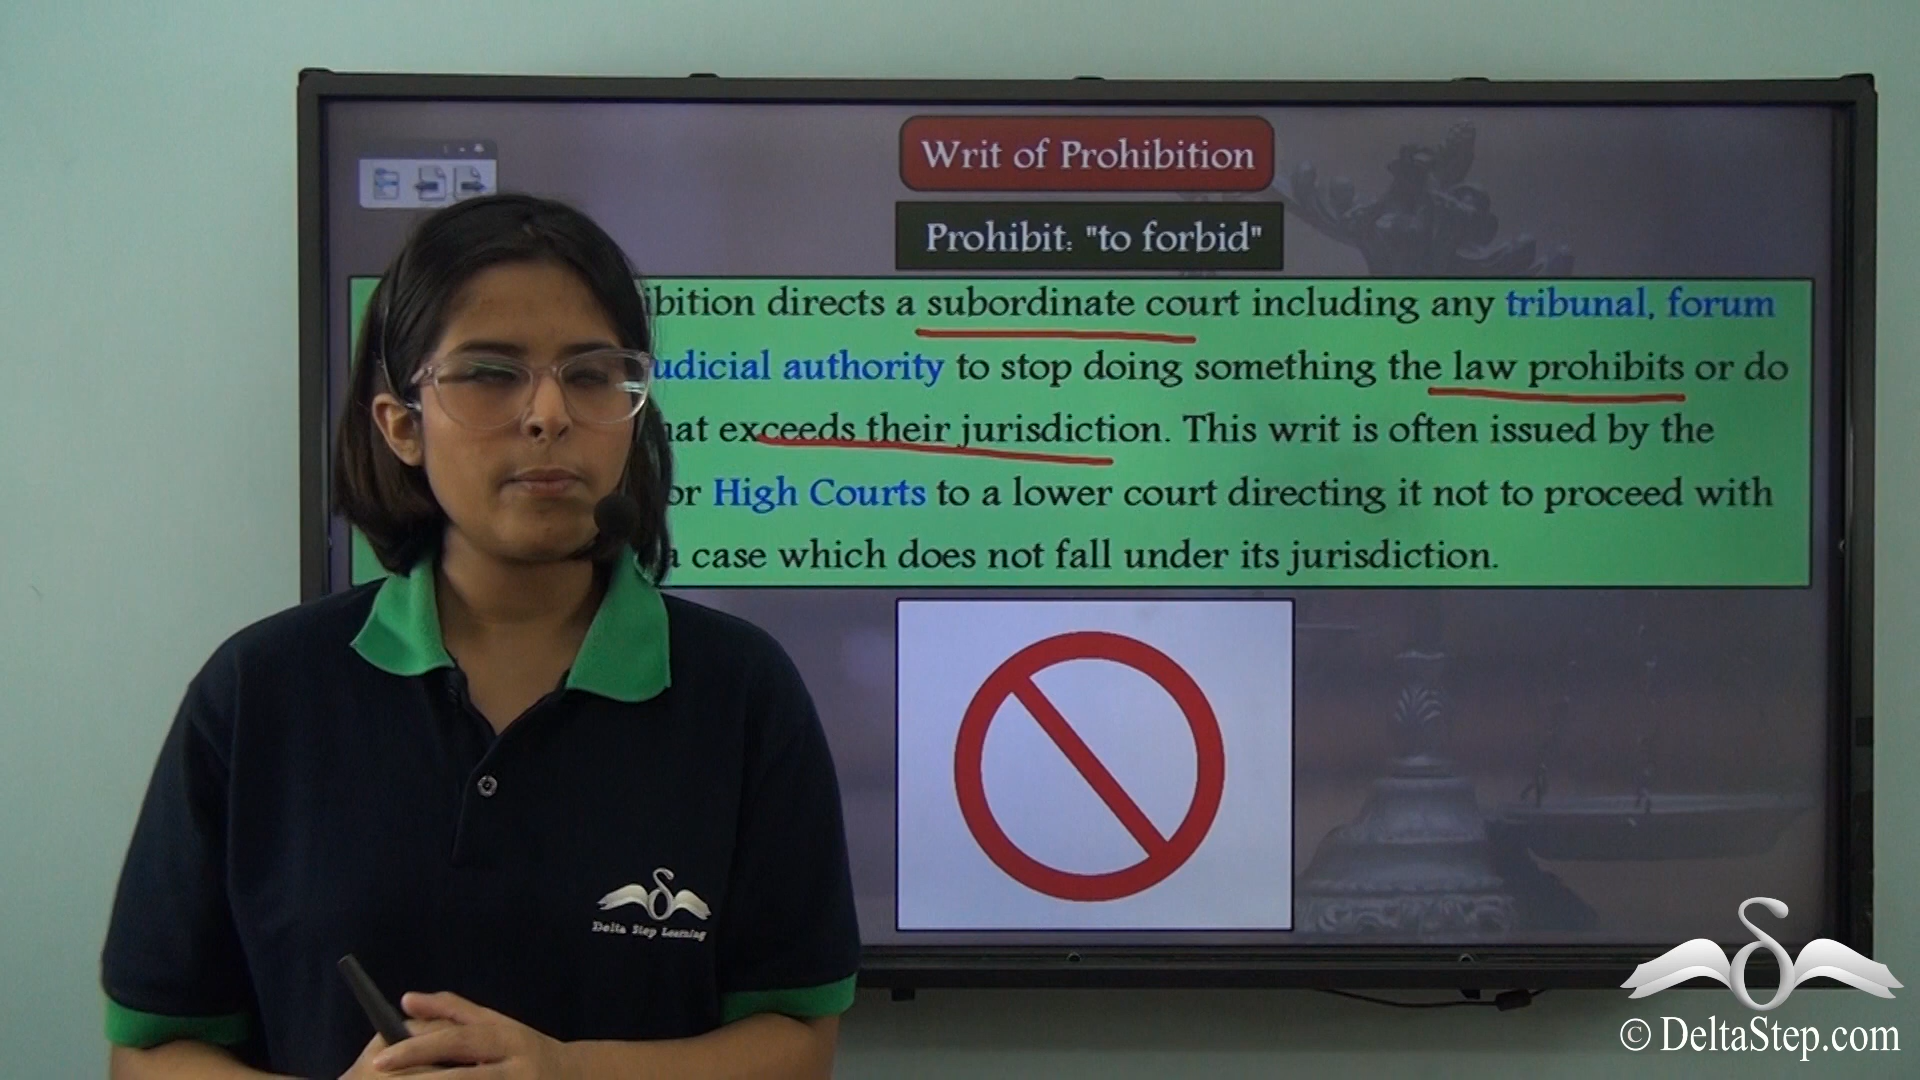 Writ of Prohibition
Prohibit: "to forbid"
ibition directs a subordinate court including any tribunal, forum
udicial authority to stop doing something the law prohibits or do
hat exceeds their jurisdiction. This writ is often issued by the
or High Courts to a lower court directing it not to proceed with
a case which does not fall under its jurisdiction.
Delta Step Learning
© DeltaStep.com